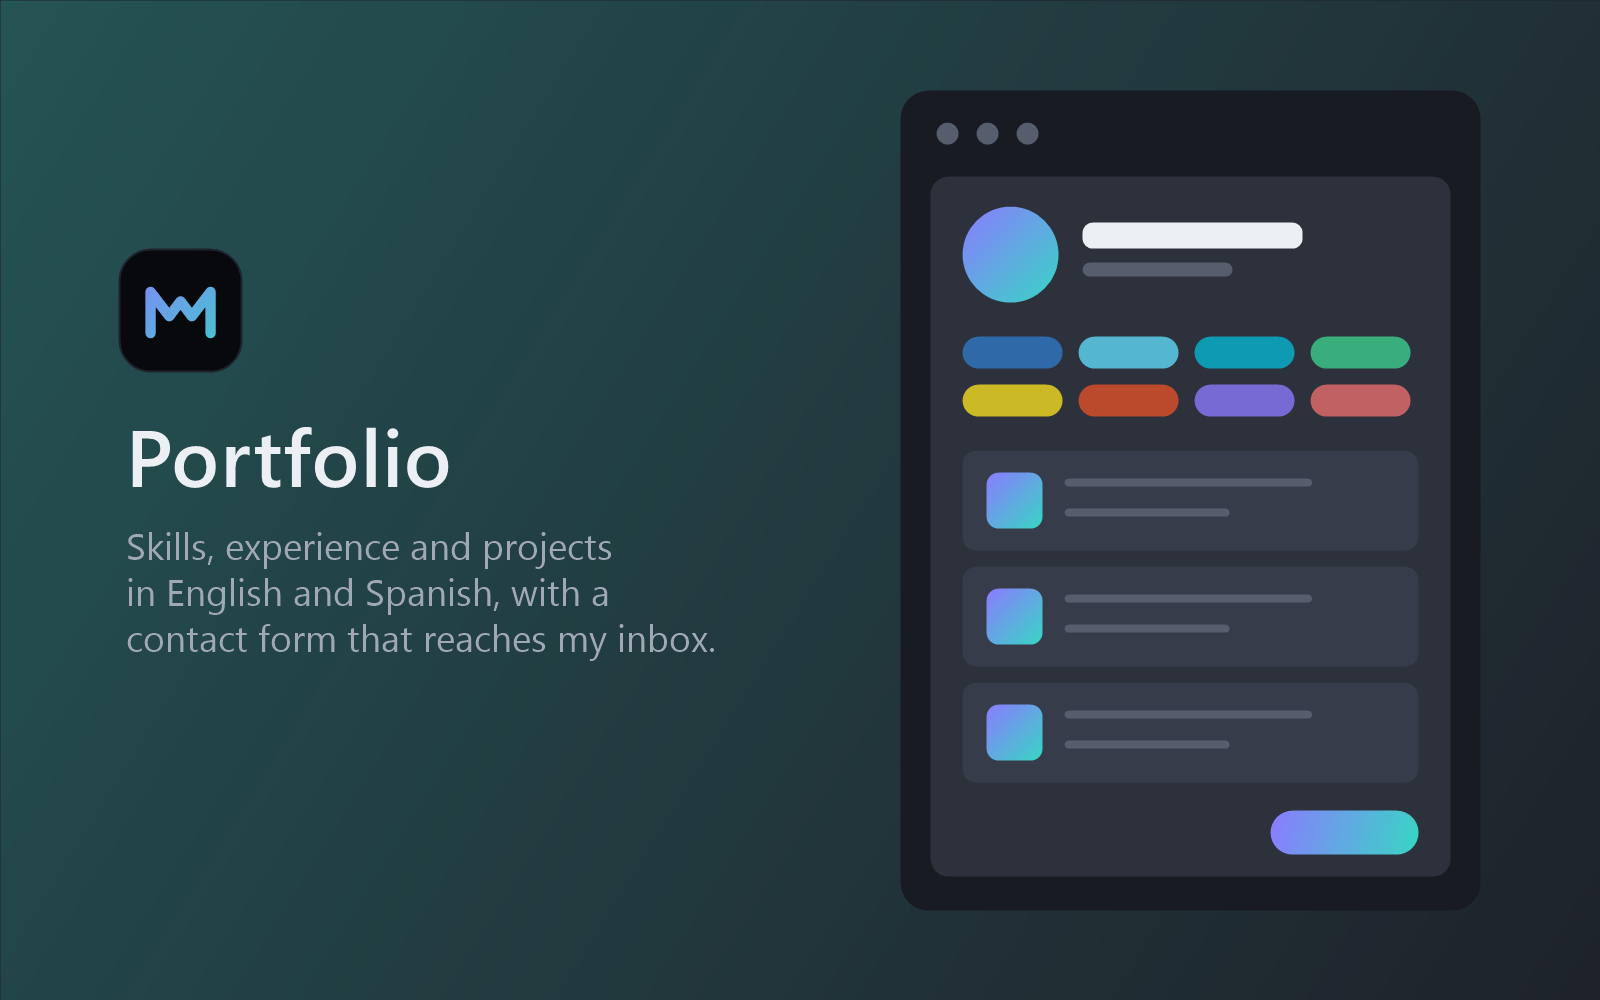 Portfolio
Skills, experience and projects
in English and Spanish, with a
contact form that reaches my inbox.